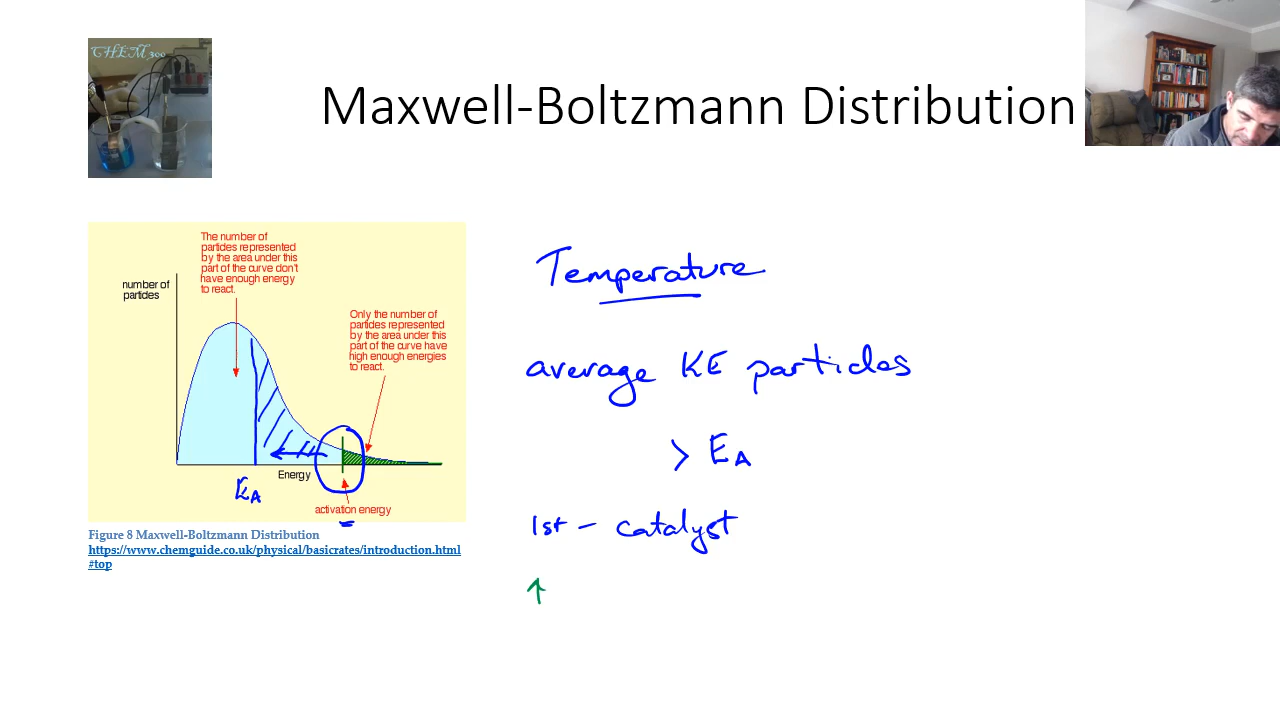 CHEM 300
Maxwell-Boltzmann Distribution
The number of
particles represented
by the area under this
part of the curve don't
have enough energy
to react.
number of
particles
Only the number of
particles represented
by the area under this
part of the curve have
high enough energies
to react.
Energy
EA
activation energy
Figure 8 Maxwell-Boltzmann Distribution
https://www.chemguide.co.uk/physical/basicrates/introduction.html
#top
Temperature
average KE particles
> EA
1st – catalyst
↑